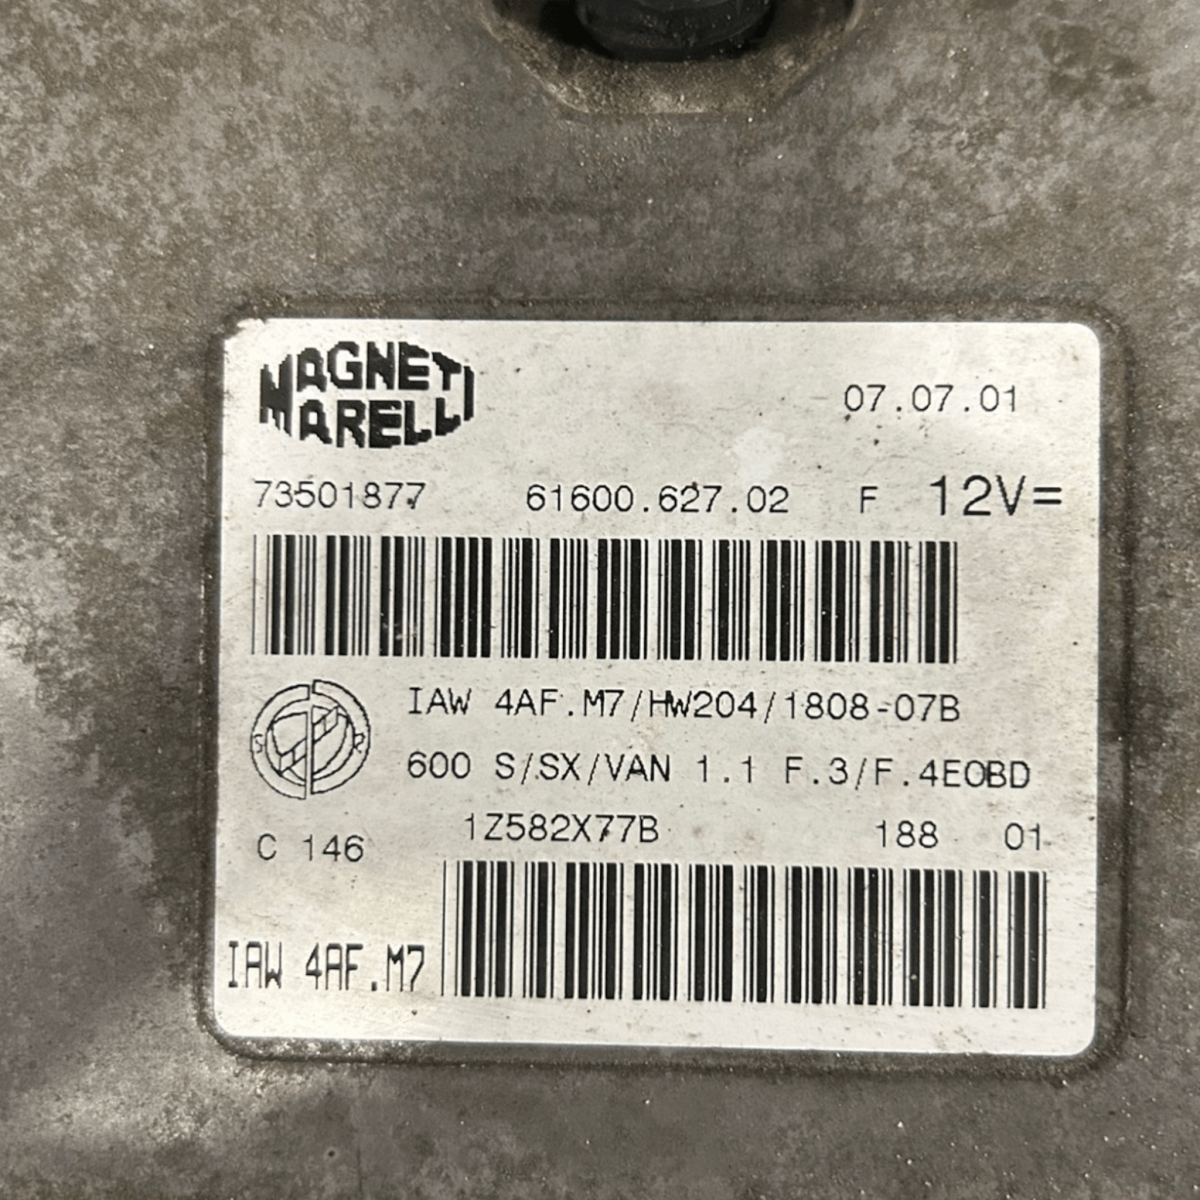 MAGNETI
MARELLI
07.07.01
73501877 61600.627.02 F 12V=
IAW 4AF.M7/HW204/1808-07B
600 S/SX/VAN 1.1 F.3/F.4EOBD
C 146 1Z582X77B 188 01
IAW 4AF.M7